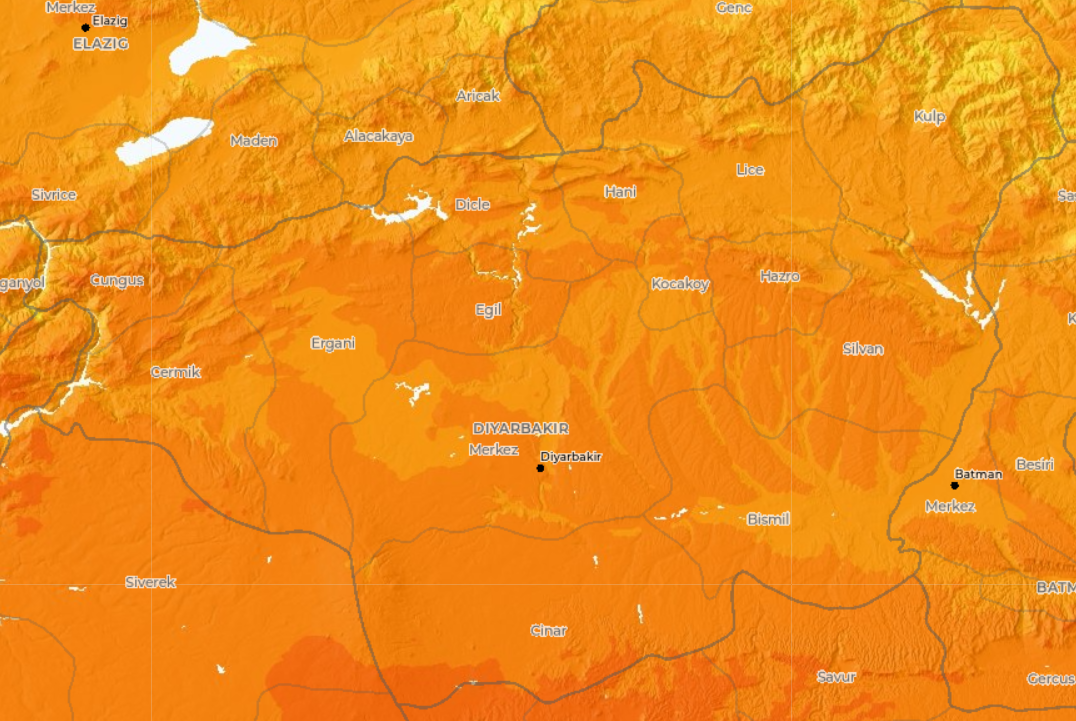 Merkez
Genc
Elazig
ELAZIG
Aricak
Kulp
Alacakaya
Maden
Lice
Hani
Sivrice
Dicle
Sas
ganyol
Cungus
Kocakoy
Hazro
Egil
K
Ergani
Silvan
Cermik
DIYARBAKIR
Merkez
Diyarbakir
Besiri
Batman
Merkez
Bismil
Siverek
BATM
Cinar
Savur
Gercus